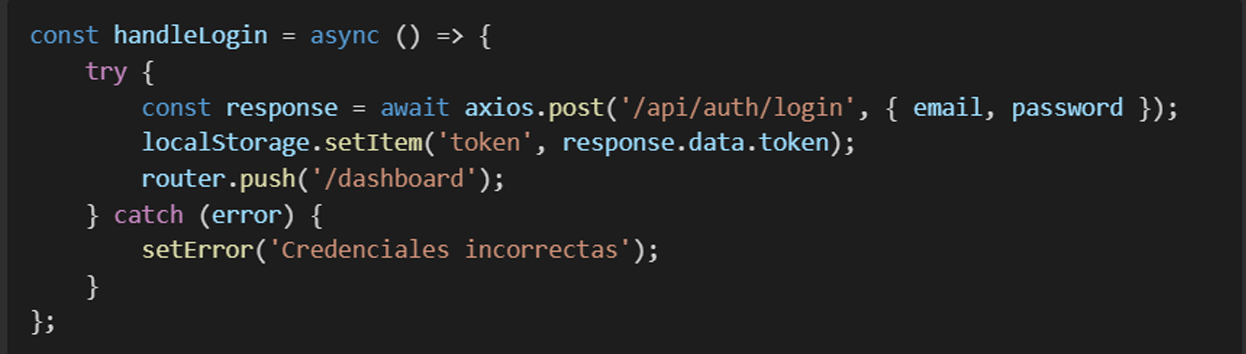 const handleLogin = async () => {
    try {
        const response = await axios.post('/api/auth/login', { email, password });
        localStorage.setItem('token', response.data.token);
        router.push('/dashboard');
    } catch (error) {
        setError('Credenciales incorrectas');
    }
};